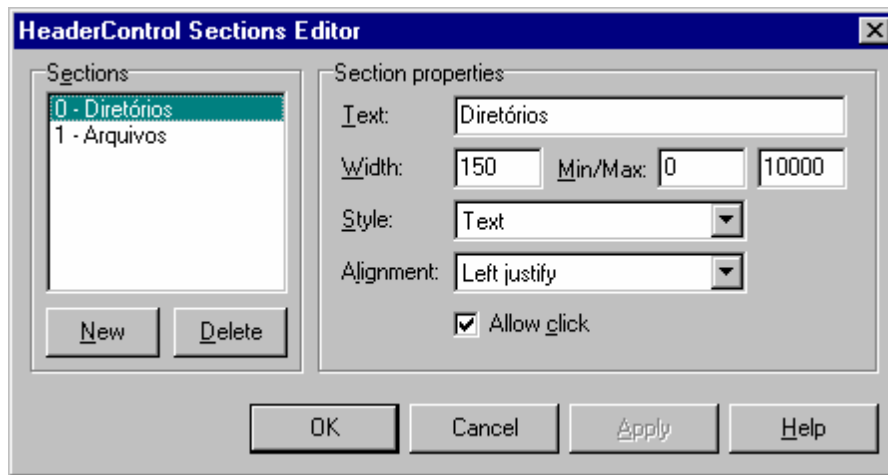 HeaderControl Sections Editor
Sections
0 - Diretórios
1 - Arquivos
New Delete
Section properties
Text: Diretórios
Width: 150 Min/Max: 0 10000
Style: Text
Alignment: Left justify
Allow click
OK Cancel Apply Help